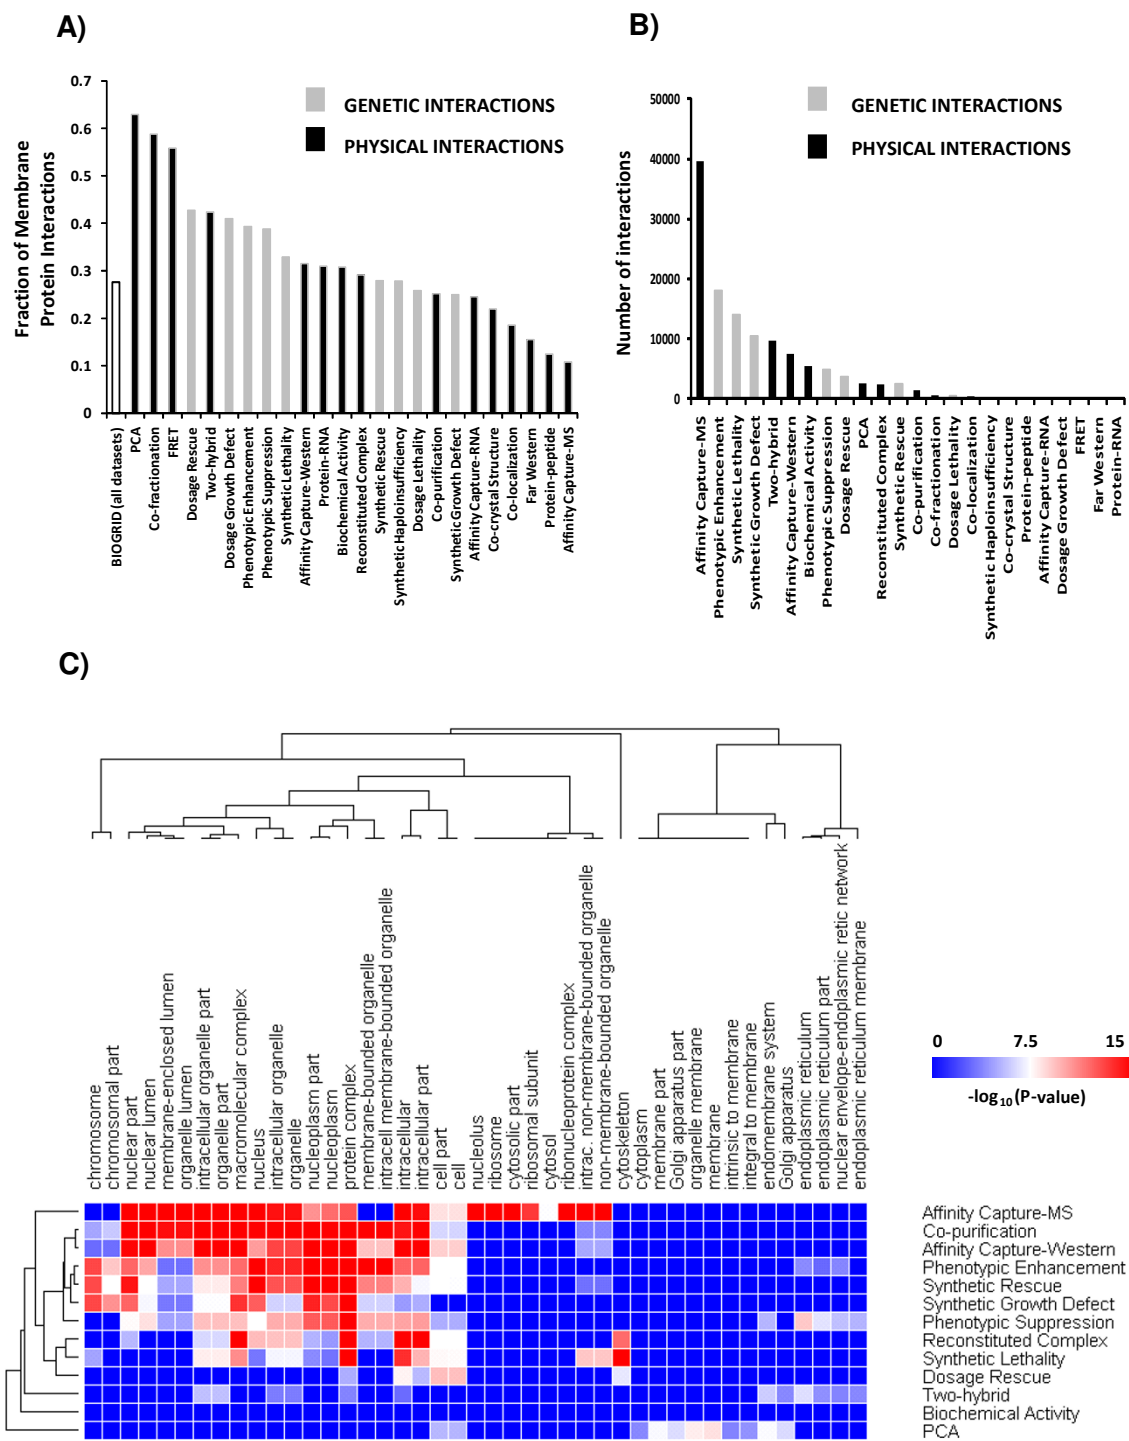 A)
B)
0.7
0.6
0.5
0.4
0.3
0.2
0.1
0
Fraction of Membrane
Protein Interactions
GENETIC INTERACTIONS
PHYSICAL INTERACTIONS
BIOGRID (all datasets)
PCA
Co-fractionation
FRET
Dosage Rescue
Two-hybrid
Dosage Growth Defect
Phenotypic Enhancement
Phenotypic Suppression
Synthetic Lethality
Affinity Capture-Western
Protein-RNA
Biochemical Activity
Reconstituted Complex
Synthetic Rescue
Synthetic Haploinsufficiency
Dosage Lethality
Co-purification
Synthetic Growth Defect
Affinity Capture-RNA
Co-crystal Structure
Co-localization
Far Western
Protein-peptide
Affinity Capture-MS
50000
40000
30000
20000
10000
0
Number of interactions
GENETIC INTERACTIONS
PHYSICAL INTERACTIONS
Affinity Capture-MS
Phenotypic Enhancement
Synthetic Lethality
Synthetic Growth Defect
Two-hybrid
Affinity Capture-Western
Biochemical Activity
Phenotypic Suppression
Dosage Rescue
PCA
Reconstituted Complex
Synthetic Rescue
Co-purification
Co-fractionation
Dosage Lethality
Co-localization
Synthetic Haploinsufficiency
Co-crystal Structure
Protein-peptide
Affinity Capture-RNA
Dosage Growth Defect
FRET
Far Western
Protein-RNA
C)
chromosome
chromosomal part
nuclear part
nuclear lumen
membrane-enclosed lumen
organelle lumen
intracellular organelle part
organelle part
macromolecular complex
nucleus
intracellular organelle
organelle
nucleoplasm part
nucleoplasm
protein complex
membrane-bounded organelle
intracell membrane-bounded organelle
intracellular
intracellular part
cell part
cell
nucleolus
ribosome
cytosolic part
ribosomal subunit
cytosol
ribonucleoprotein complex
intrac. non-membrane-bounded organelle
non-membrane-bounded organelle
cytoskeleton
cytoplasm
membrane part
Golgi apparatus part
organelle membrane
membrane
intrinsic to membrane
integral to membrane
endomembrane system
Golgi apparatus
endoplasmic reticulum
endoplasmic reticulum part
nuclear envelope-endoplasmic retic network
endoplasmic reticulum membrane
0 7.5 15
-log10(P-value)
Affinity Capture-MS
Co-purification
Affinity Capture-Western
Phenotypic Enhancement
Synthetic Rescue
Synthetic Growth Defect
Phenotypic Suppression
Reconstituted Complex
Synthetic Lethality
Dosage Rescue
Two-hybrid
Biochemical Activity
PCA